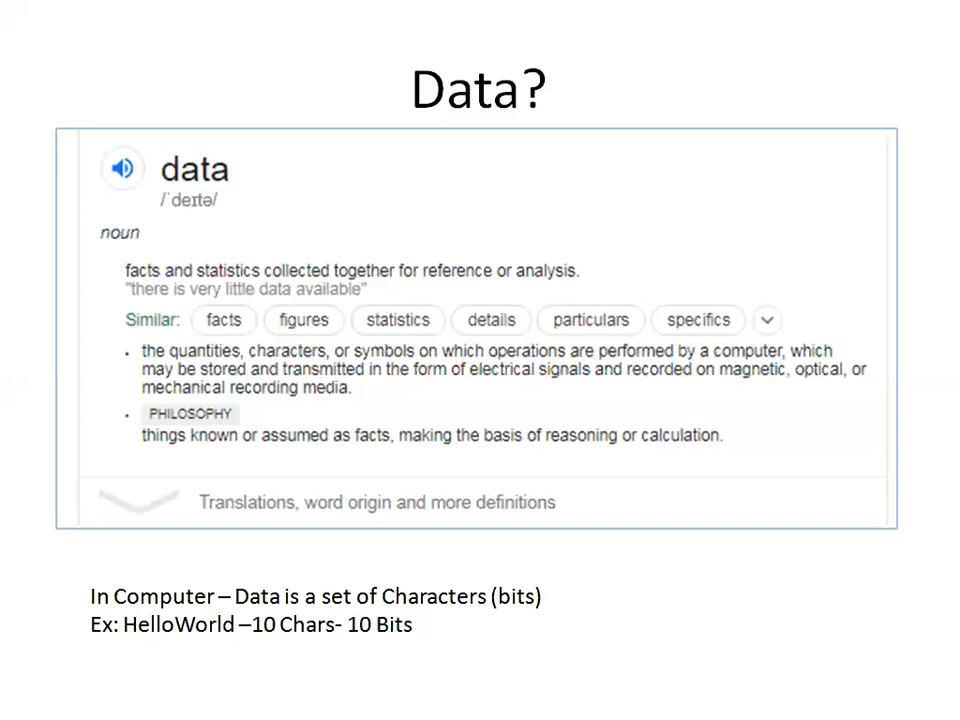 Data?
data
/ˈdeɪtə/
noun
facts and statistics collected together for reference or analysis.
"there is very little data available"
Similar: facts figures statistics details particulars specifics
• the quantities, characters, or symbols on which operations are performed by a computer, which
may be stored and transmitted in the form of electrical signals and recorded on magnetic, optical, or
mechanical recording media.
• PHILOSOPHY
things known or assumed as facts, making the basis of reasoning or calculation.
Translations, word origin and more definitions
In Computer – Data is a set of Characters (bits)
Ex: HelloWorld –10 Chars- 10 Bits